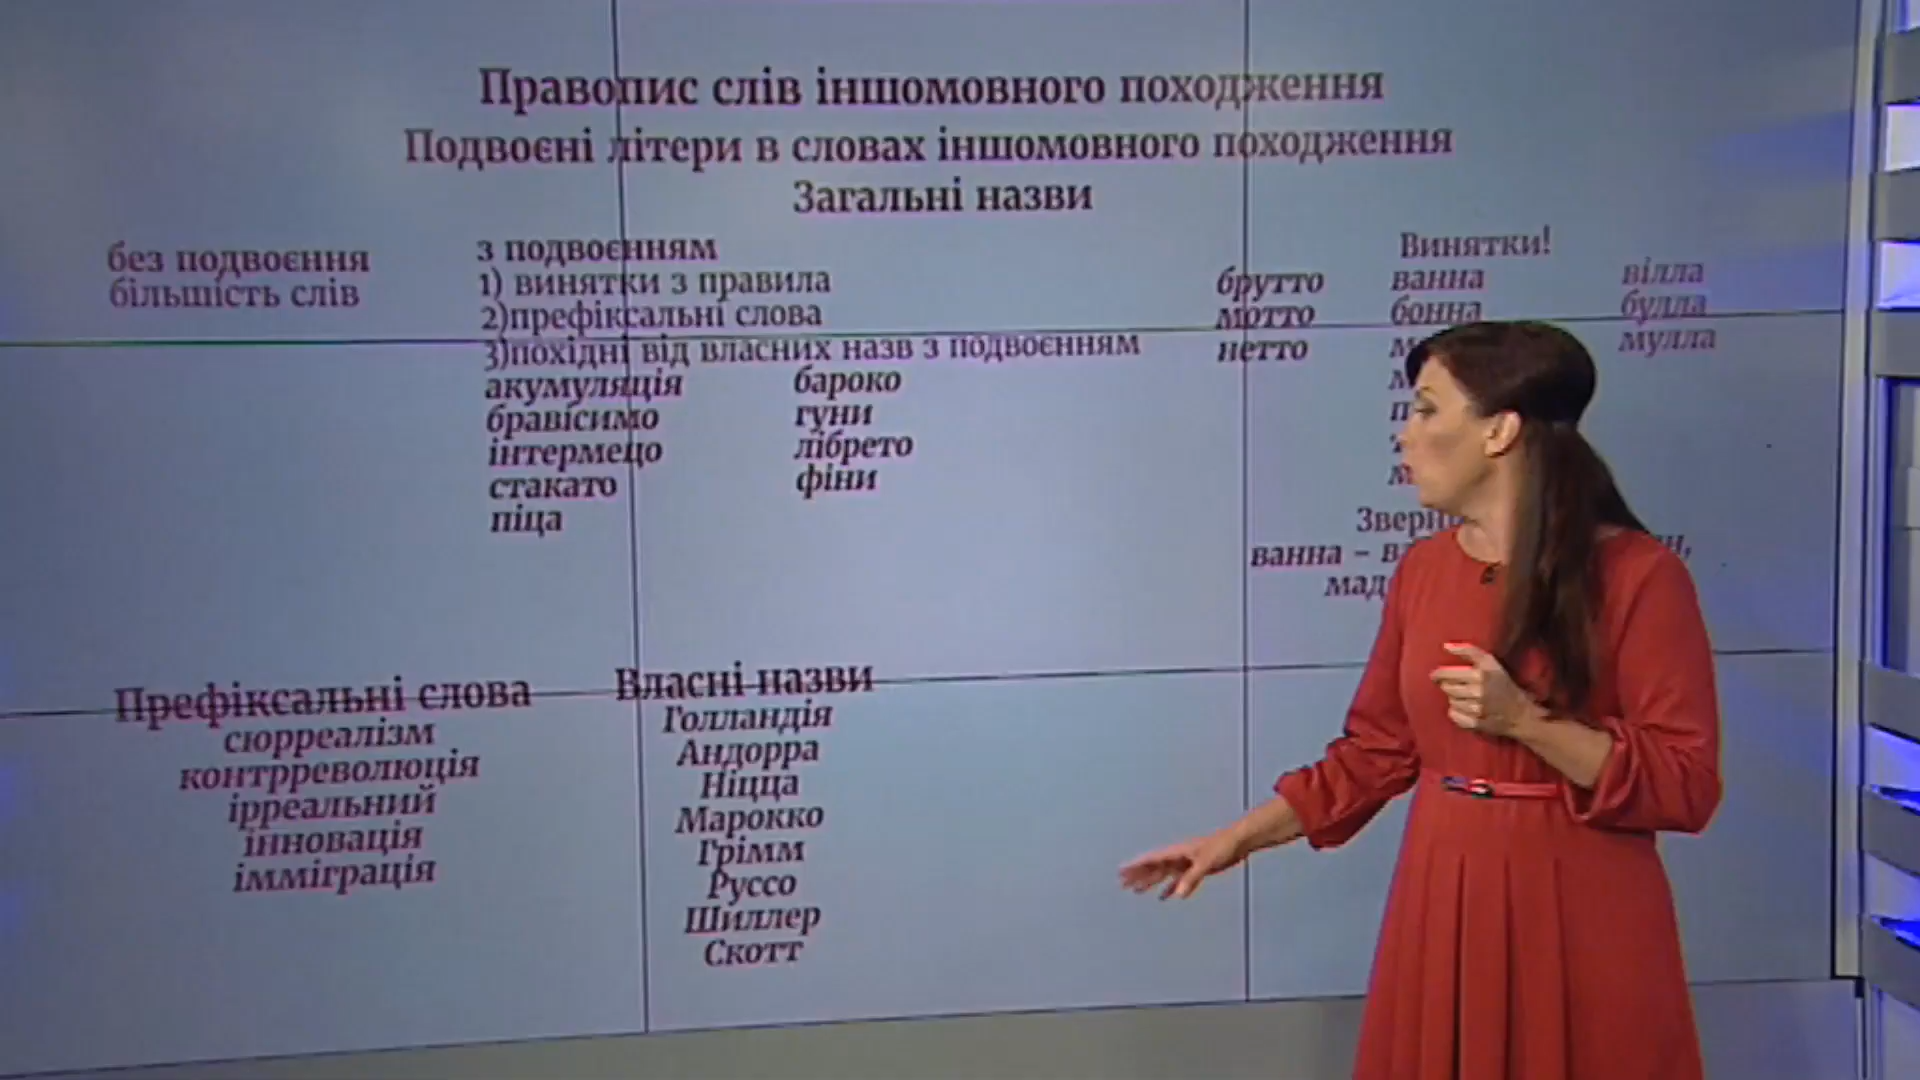 Правопис слів іншомовного походження
Подвоєні літери в словах іншомовного походження
Загальні назви
без подвоєння
більшість слів
з подвоєнням
1) винятки з правила
2)префіксальні слова
3)похідні від власних назв з подвоєнням
акумуляція
бравісимо
інтермецо
стакато
піца
бароко
гуни
лібрето
фіни
Винятки!
брутто
мотто
нетто
ванна
бонна
вілла
булла
мулла
ванна –
Префіксальні слова
сюрреалізм
контрреволюція
ірреальний
інновація
імміграція
Власні назви
Голландія
Андорра
Ніцца
Марокко
Грімм
Руссо
Шиллер
Скотт